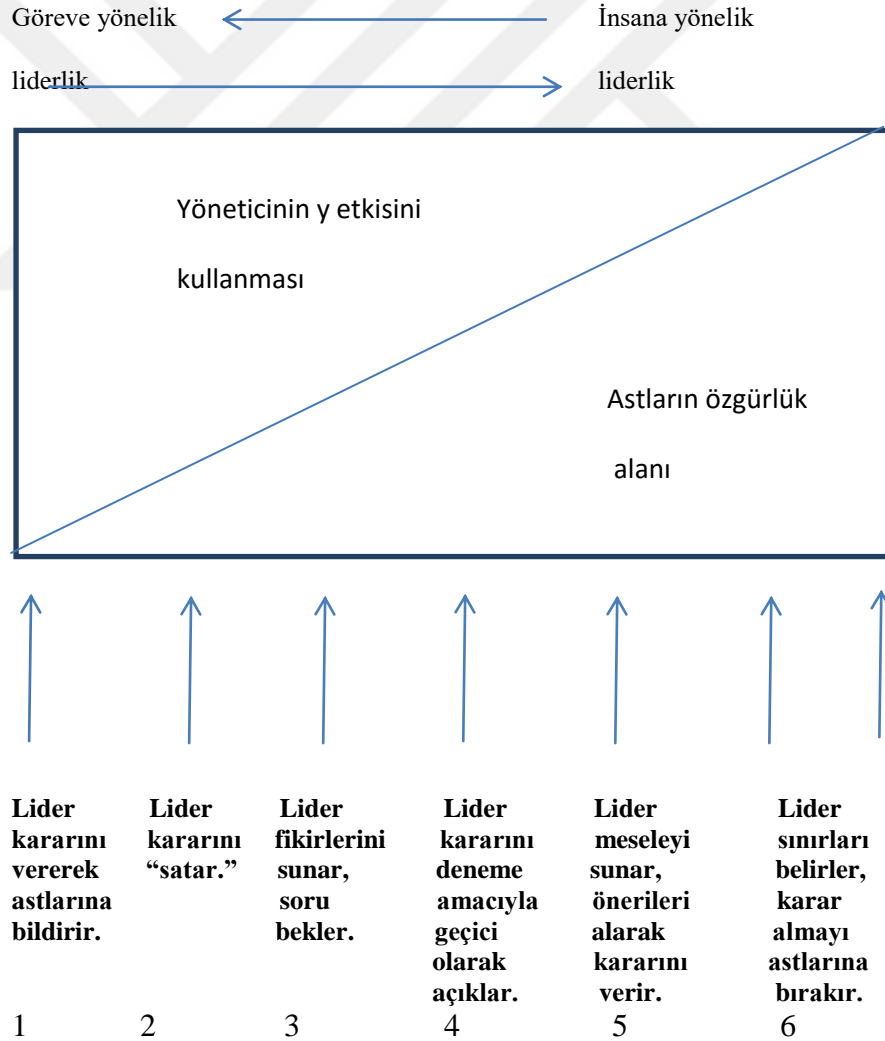 Göreve yönelik İnsana yönelik
liderlik liderlik
Yöneticinin y etkisini
kullanması
Astların özgürlük
alanı
Lider Lider Lider Lider Lider Lider
kararını kararını fikirlerini kararını meseleyi sınırları
vererek “satar.” sunar, deneme sunar, belirler,
astlarına soru amacıyla önerileri karar
bildirir. bekler. geçici alarak almayı
olarak kararını astlarına
açıklar. verir. bırakır.
1 2 3 4 5 6